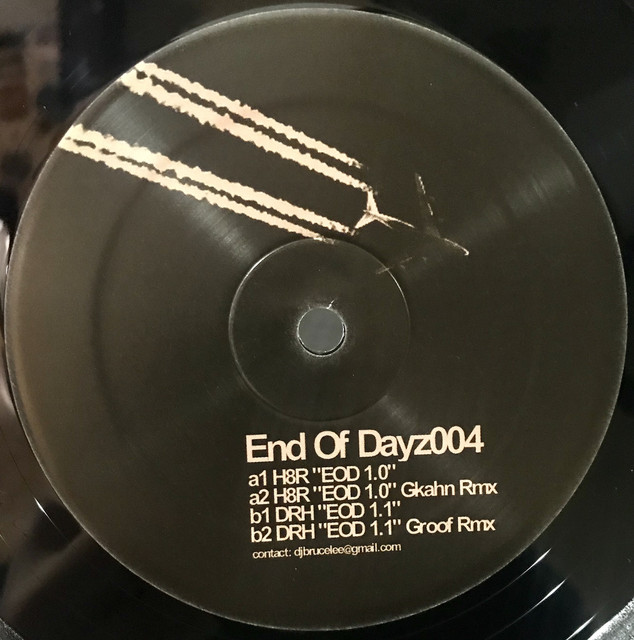 End Of Dayz004
a1 H8R "EOD 1.0"
a2 H8R "EOD 1.0" Gkahn Rmx
b1 DRH "EOD 1.1"
b2 DRH "EOD 1.1" Groof Rmx
contact: djbrucelee@gmail.com